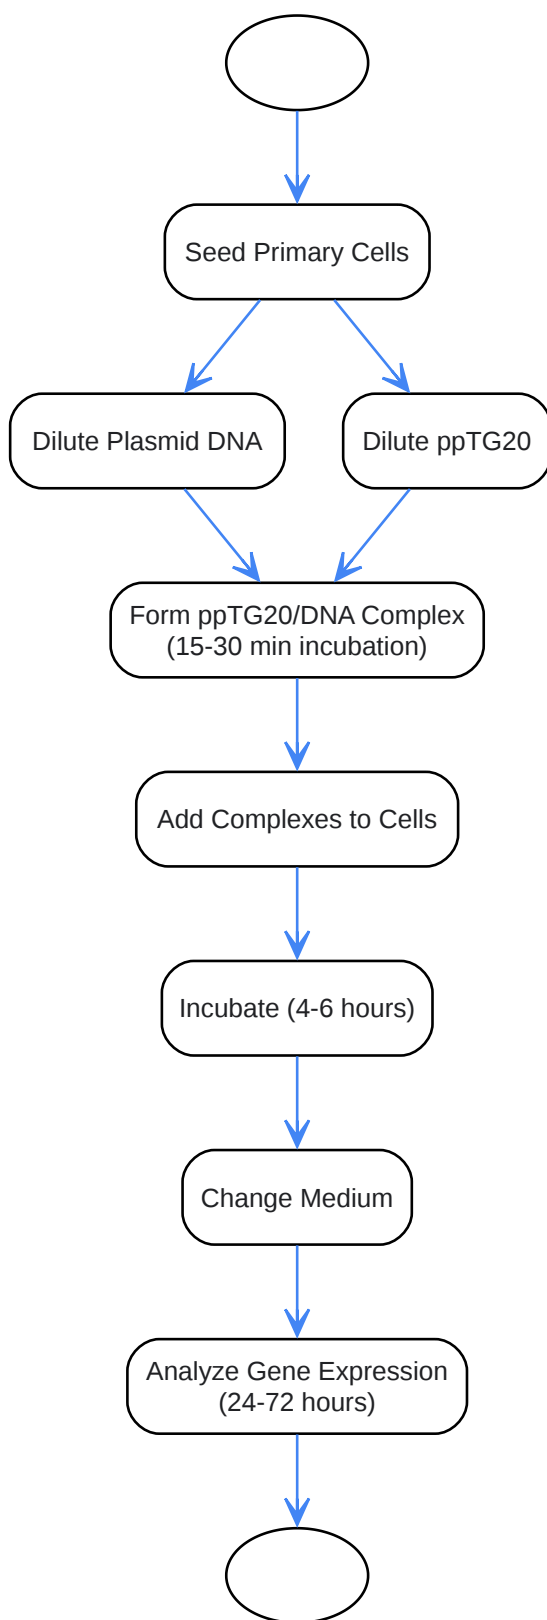 Seed Primary Cells
Dilute Plasmid DNA
Dilute ppTG20
Form ppTG20/DNA Complex
(15-30 min incubation)
Add Complexes to Cells
Incubate (4-6 hours)
Change Medium
Analyze Gene Expression
(24-72 hours)